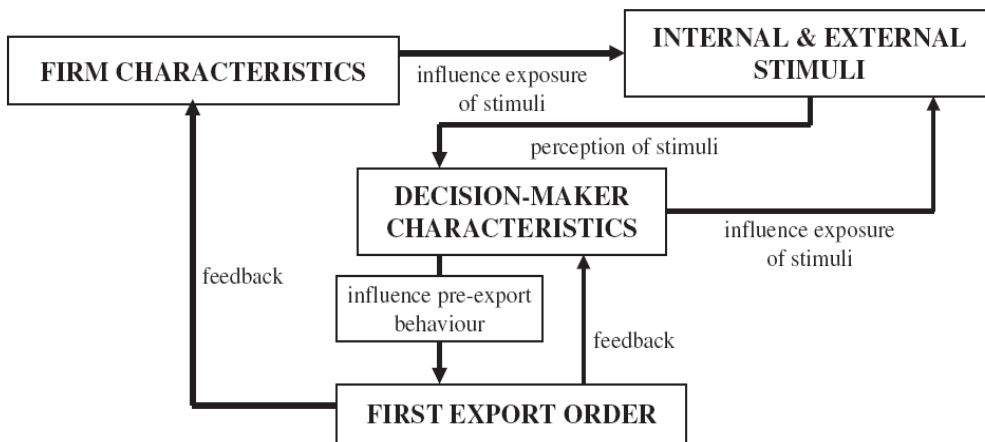 FIRM CHARACTERISTICS
INTERNAL & EXTERNAL
STIMULI
influence exposure
of stimuli
perception of stimuli
DECISION-MAKER
CHARACTERISTICS
influence exposure
of stimuli
feedback
influence pre-export
behaviour
feedback
FIRST EXPORT ORDER